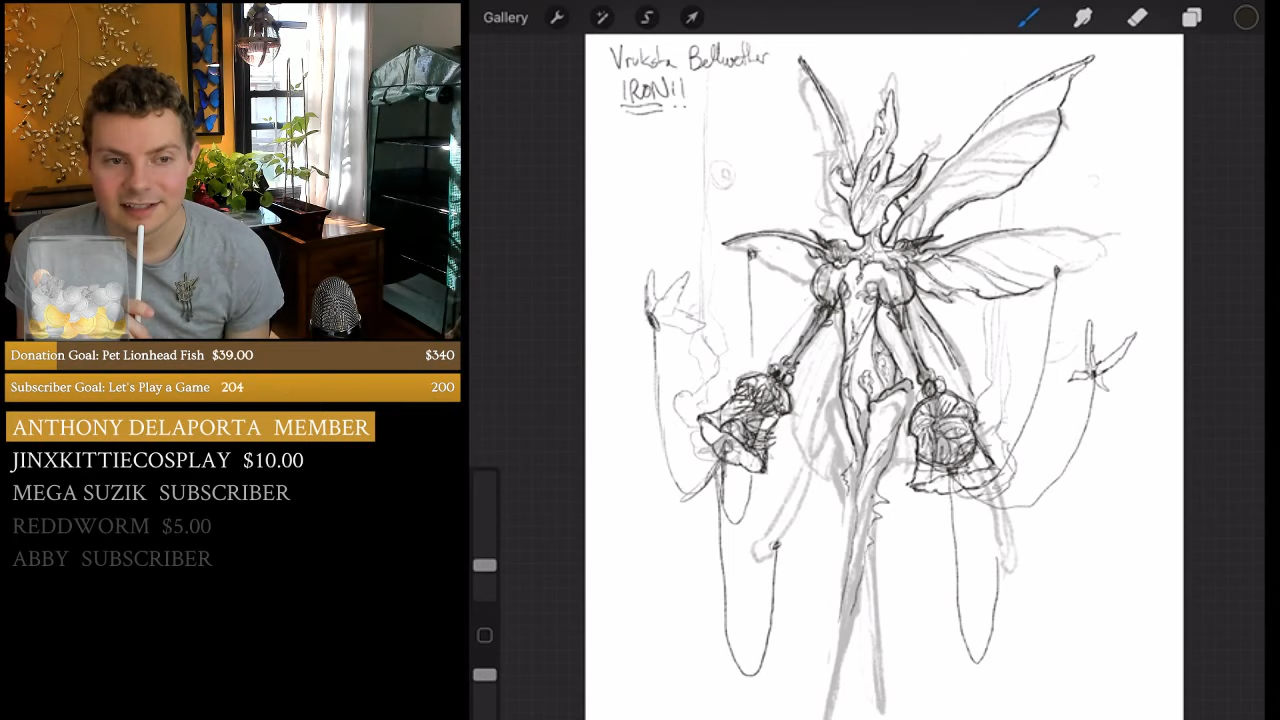 Gallery
Vruksta Bellwether
IRON!!
Donation Goal: Pet Lionhead Fish $39.00 $340
Subscriber Goal: Let's Play a Game 204 200
ANTHONY DELAPORTA MEMBER
JINXKITTIECOSPLAY $10.00
MEGA SUZIK SUBSCRIBER
REDDWORM $5.00
ABBY SUBSCRIBER